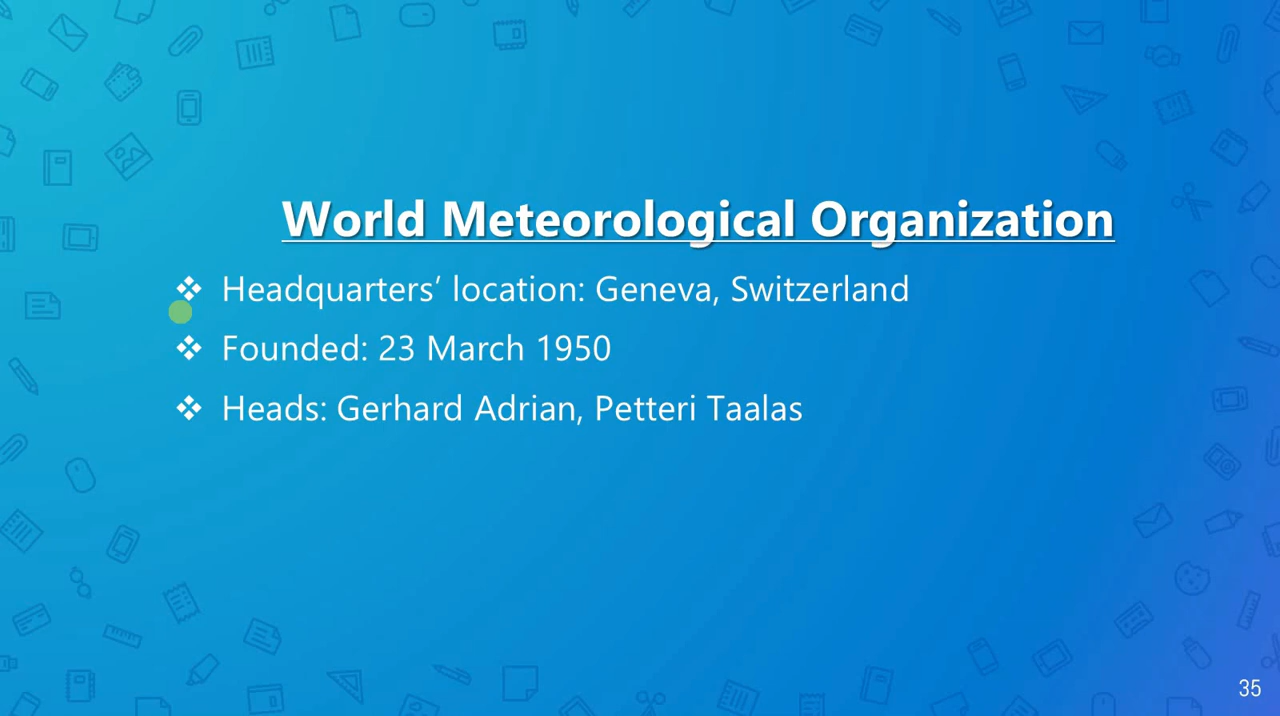 World Meteorological Organization
❖ Headquarters’ location: Geneva, Switzerland
❖ Founded: 23 March 1950
❖ Heads: Gerhard Adrian, Petteri Taalas
35